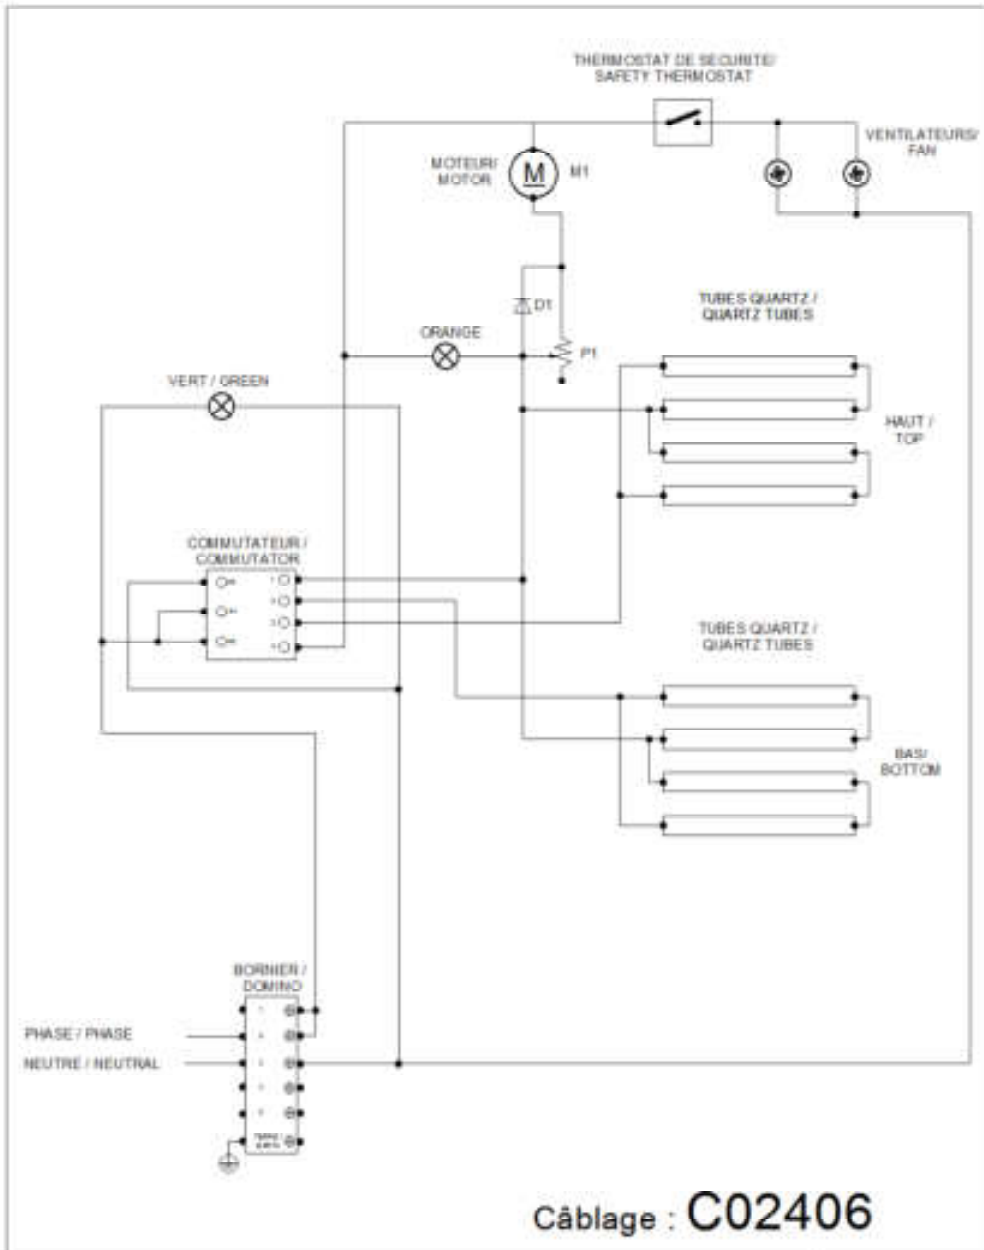 THERMOSTAT DE SECURITE/
SAFETY THERMOSTAT
VENTILATEURS/
FAN
MOTEUR/
MOTOR
M
M1
D1
TUBES QUARTZ /
QUARTZ TUBES
ORANGE
P1
VERT / GREEN
HAUT /
TOP
COMMUTATEUR /
COMMUTATOR
TUBES QUARTZ /
QUARTZ TUBES
BAS/
BOTTOM
BORNIER /
DOMINO
PHASE / PHASE
NEUTRE / NEUTRAL
Câblage : C02406